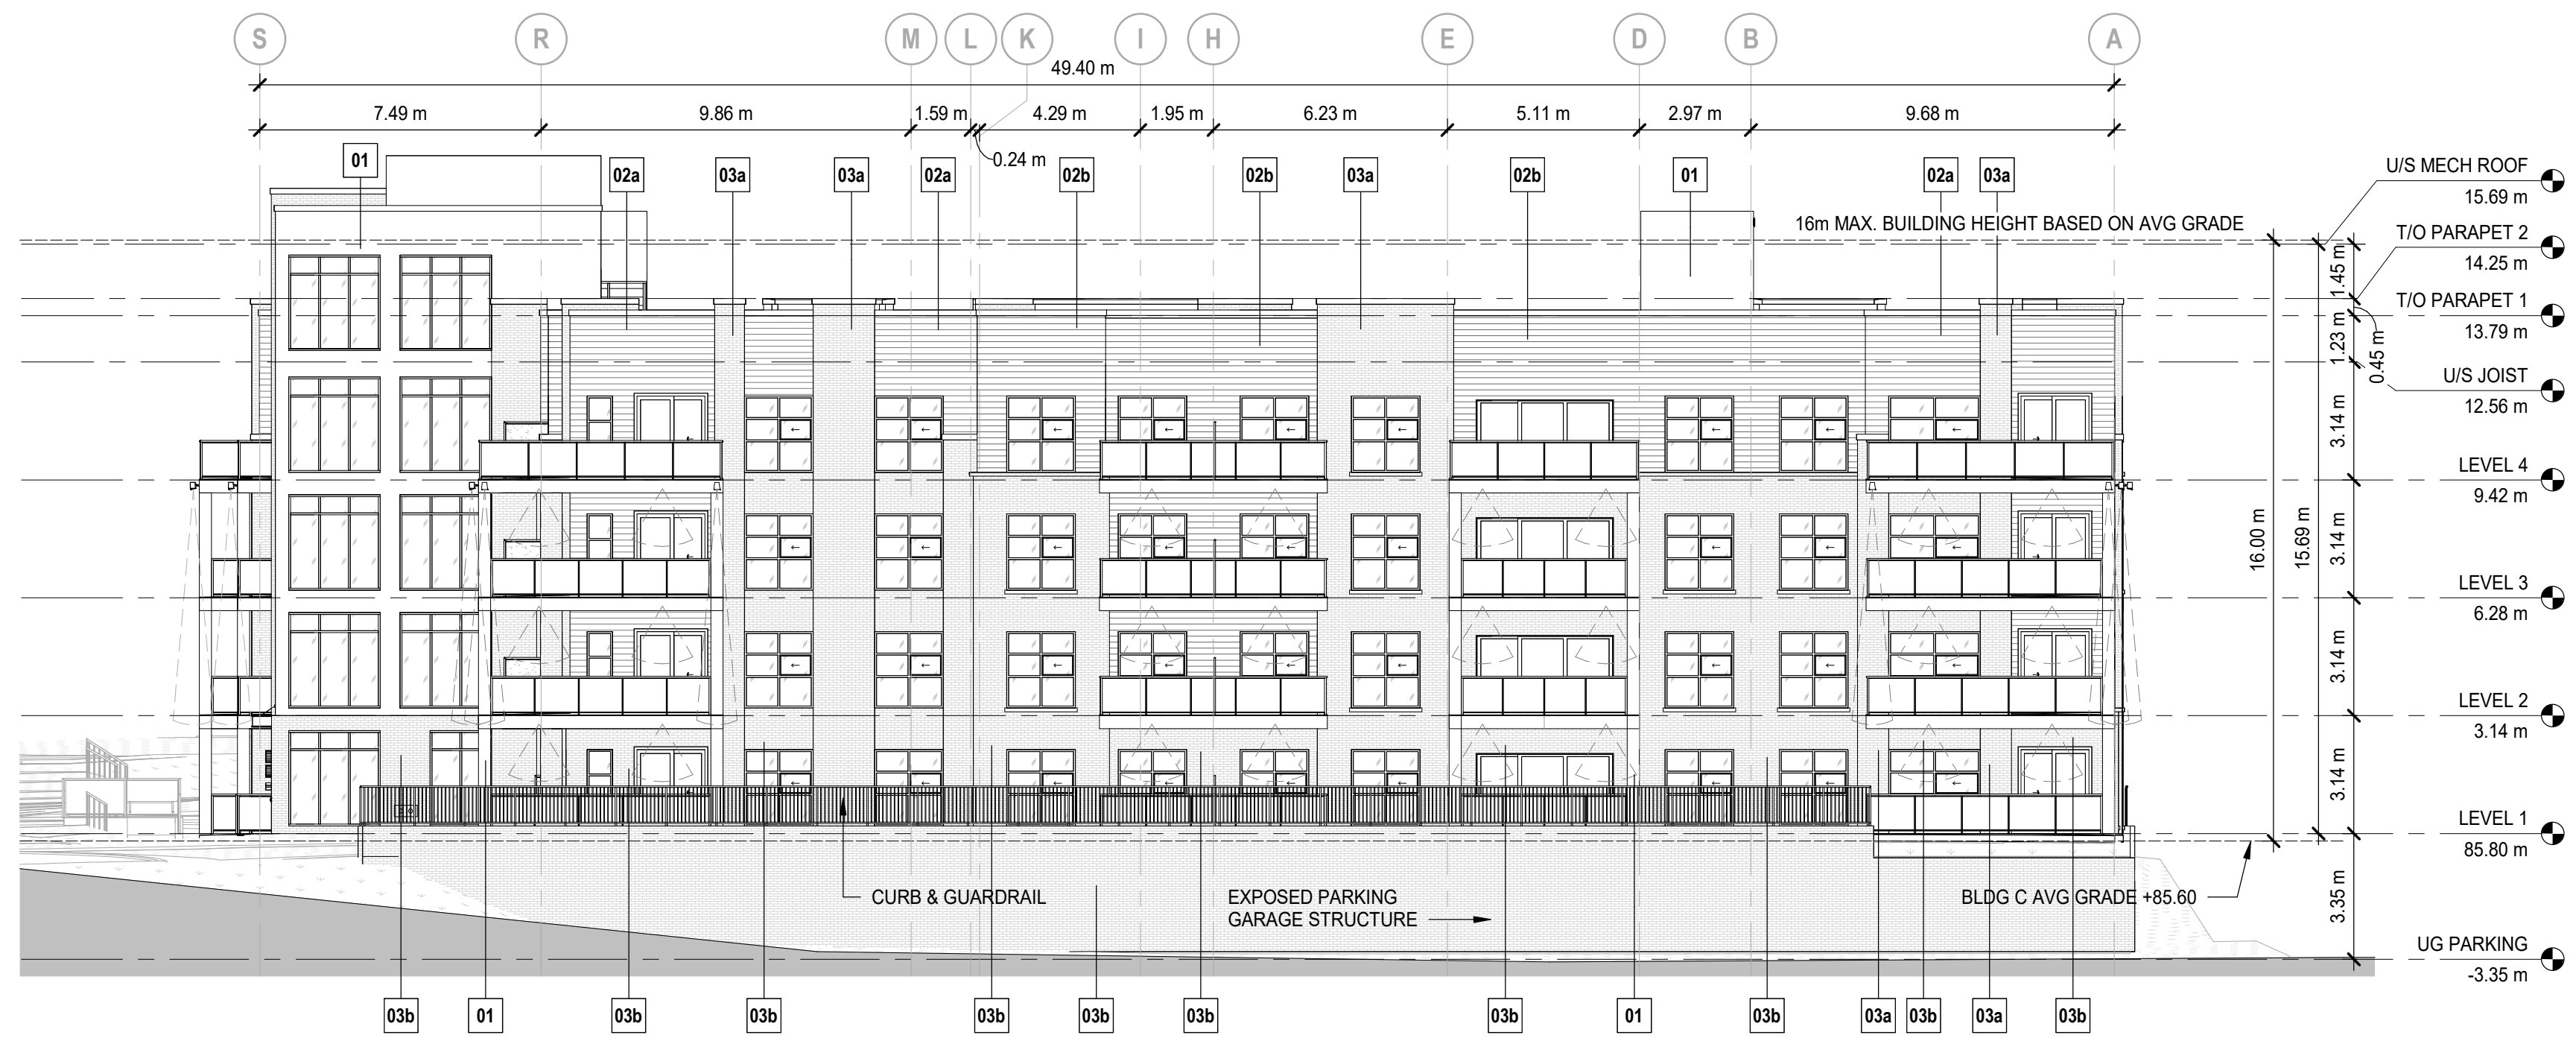 S R M L K I H E D B A
49.40 m
7.49 m 9.86 m 1.59 m 4.29 m 1.95 m 6.23 m 5.11 m 2.97 m 9.68 m
0.24 m
01 02a 03a 03a 02a 02b 02b 03a 02b 01 02a 03a
16m MAX. BUILDING HEIGHT BASED ON AVG GRADE
U/S MECH ROOF
15.69 m
T/O PARAPET 2
14.25 m
T/O PARAPET 1
13.79 m
U/S JOIST
12.56 m
LEVEL 4
9.42 m
LEVEL 3
6.28 m
LEVEL 2
3.14 m
LEVEL 1
85.80 m
UG PARKING
-3.35 m
1.45 m
1.23 m
0.45 m
3.14 m
3.14 m
3.14 m
3.14 m
3.35 m
16.00 m
15.69 m
CURB & GUARDRAIL
EXPOSED PARKING
GARAGE STRUCTURE
BLDG C AVG GRADE +85.60
03b 01 03b 03b 03b 03b 03b 03b 01 03b 03a 03b 03a 03b